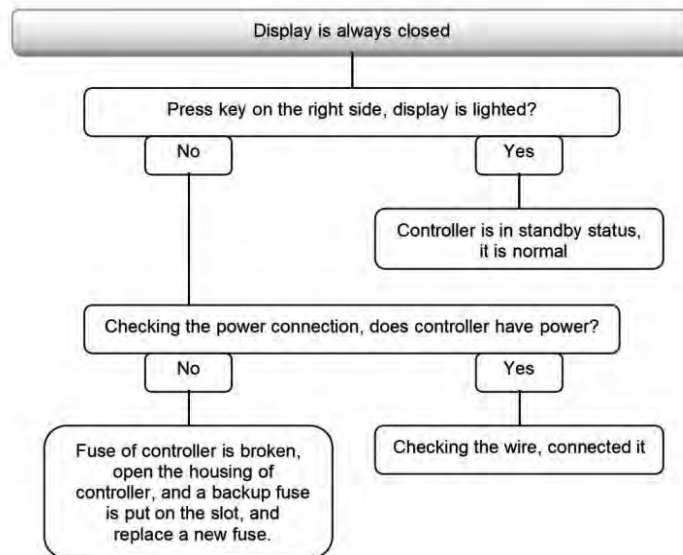 Display is always closed
Press key on the right side, display is lighted?
No
Yes
Controller is in standby status,
it is normal
Checking the power connection, does controller have power?
No
Yes
Fuse of controller is broken,
open the housing of
controller, and a backup fuse
is put on the slot, and
replace a new fuse.
Checking the wire, connected it